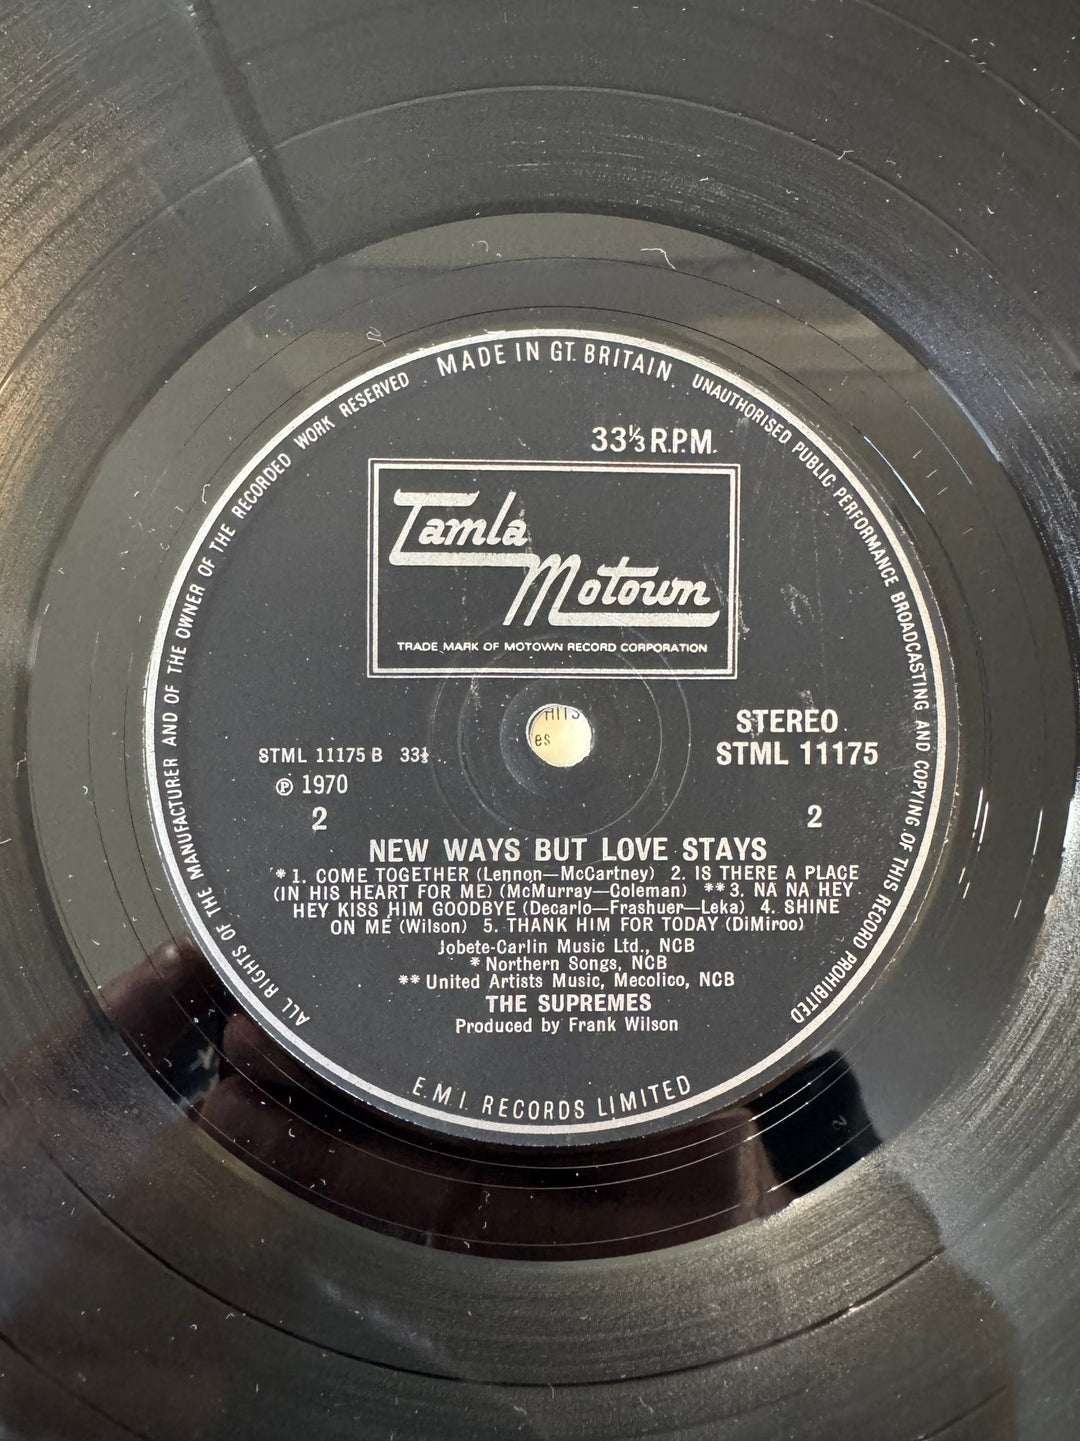 MADE IN GT. BRITAIN
UNAUTHORISED PUBLIC PERFORMANCE BROADCASTING AND COPYING OF THIS RECORD PROHIBITED
ALL RIGHTS OF THE MANUFACTURER AND OF THE OWNER OF THE RECORDED WORK RESERVED
33⅓ R.P.M.
Tamla
Motown
TRADE MARK OF MOTOWN RECORD CORPORATION
HITS
es
STEREO
STML 11175
STML 11175 B 33⅓
℗ 1970
2
2
NEW WAYS BUT LOVE STAYS
*1. COME TOGETHER (Lennon—McCartney) 2. IS THERE A PLACE
(IN HIS HEART FOR ME) (McMurray—Coleman) **3. NA NA HEY
HEY KISS HIM GOODBYE (Decarlo—Frashuer—Leka) 4. SHINE
ON ME (Wilson) 5. THANK HIM FOR TODAY (DiMiroo)
Jobete-Carlin Music Ltd., NCB
*Northern Songs, NCB
**United Artists Music, Mecolico, NCB
THE SUPREMES
Produced by Frank Wilson
E.M.I. RECORDS LIMITED